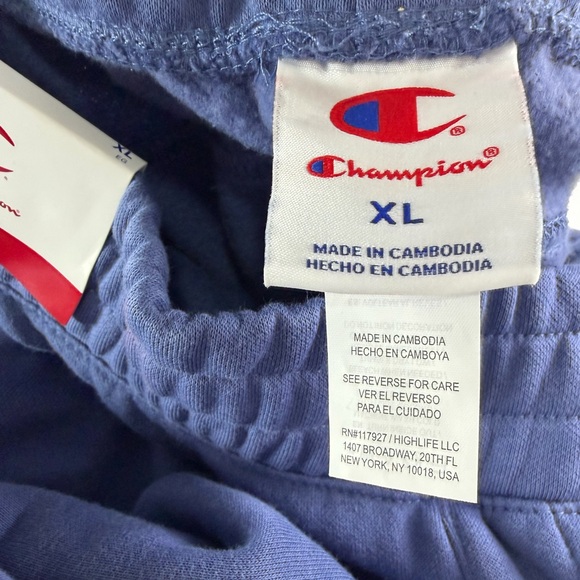 XL
EG
Champion®
XL
MADE IN CAMBODIA
HECHO EN CAMBODIA
MADE IN CAMBODIA
HECHO EN CAMBOYA
SEE REVERSE FOR CARE
VER EL REVERSO
PARA EL CUIDADO
RN#117927 / HIGHLIFE LLC
1407 BROADWAY, 20TH FL
NEW YORK, NY 10018, USA